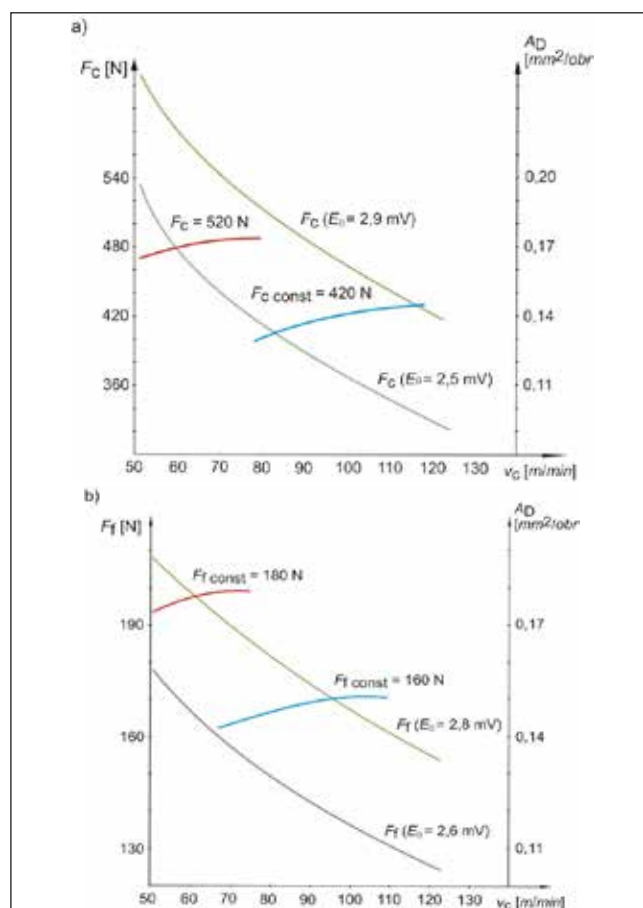 a)
F_C [N]
A_D
[mm²/obr
540
480
420
360
0,20
0,17
0,14
0,11
F_C = 520 N
F_C (E_θ = 2,9 mV)
F_C const = 420 N
F_C (E_θ = 2,5 mV)
50 60 70 80 90 100 110 120 130
v_C [m/min]
b)
F_f [N]
A_D
[mm²/obr
190
160
130
0,17
0,14
0,11
F_f const = 180 N
F_f const = 160 N
F_f (E_θ = 2,8 mV)
F_f (E_θ = 2,6 mV)
50 60 70 80 90 100 110 120 130
v_C [m/min]